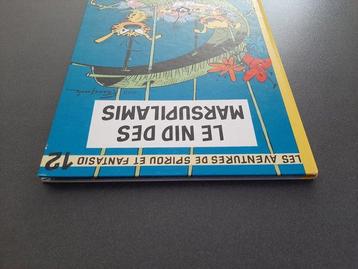 LE NID DES
MARSUPILAMIS
LES AVENTURES DE SPIROU ET FANTASIO 12